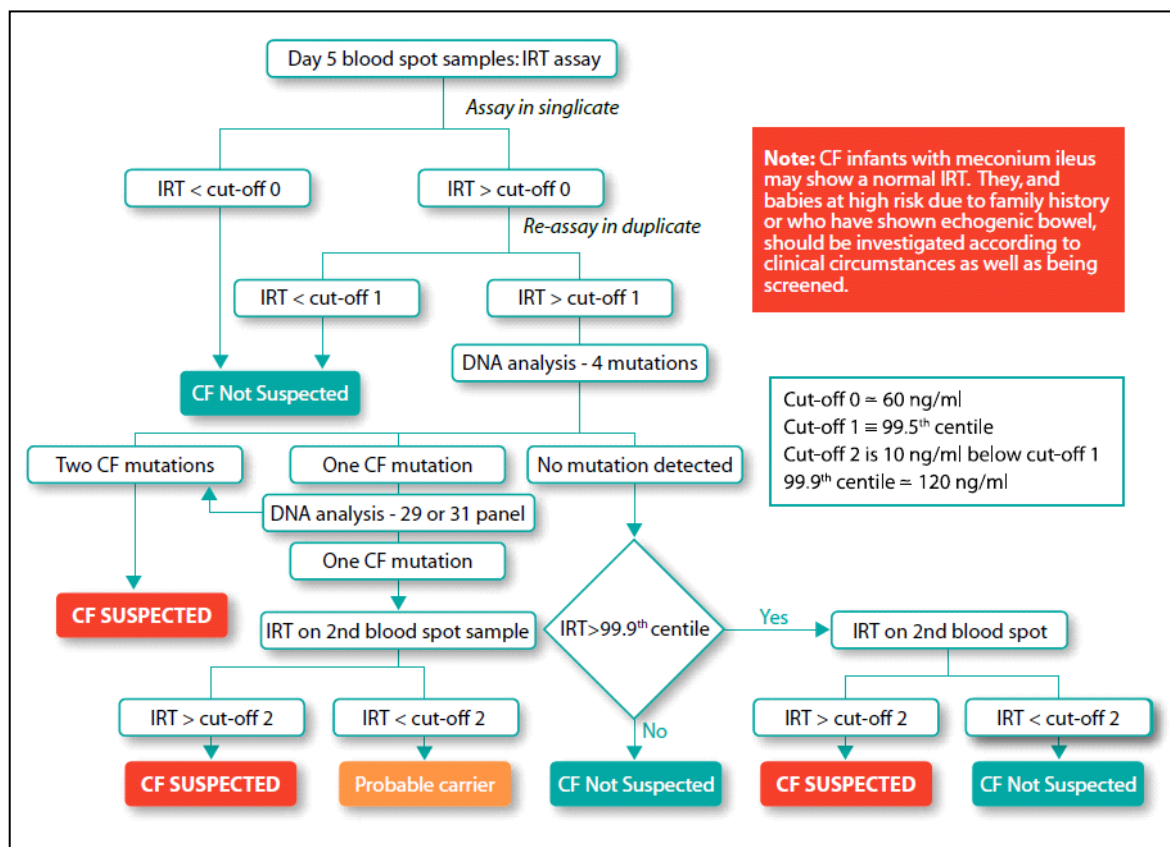 Day 5 blood spot samples: IRT assay
Assay in singlicate
IRT < cut-off 0
IRT > cut-off 0
Re-assay in duplicate
Note: CF infants with meconium ileus
may show a normal IRT. They, and
babies at high risk due to family history
or who have shown echogenic bowel,
should be investigated according to
clinical circumstances as well as being
screened.
IRT < cut-off 1
IRT > cut-off 1
CF Not Suspected
DNA analysis - 4 mutations
Cut-off 0 ≃ 60 ng/ml
Cut-off 1 ≡ 99.5th centile
Cut-off 2 is 10 ng/ml below cut-off 1
99.9th centile ≃ 120 ng/ml
Two CF mutations
One CF mutation
No mutation detected
DNA analysis - 29 or 31 panel
One CF mutation
CF SUSPECTED
IRT on 2nd blood spot sample
IRT>99.9th centile
Yes
IRT on 2nd blood spot
IRT > cut-off 2
IRT < cut-off 2
No
IRT > cut-off 2
IRT < cut-off 2
CF SUSPECTED
Probable carrier
CF Not Suspected
CF SUSPECTED
CF Not Suspected